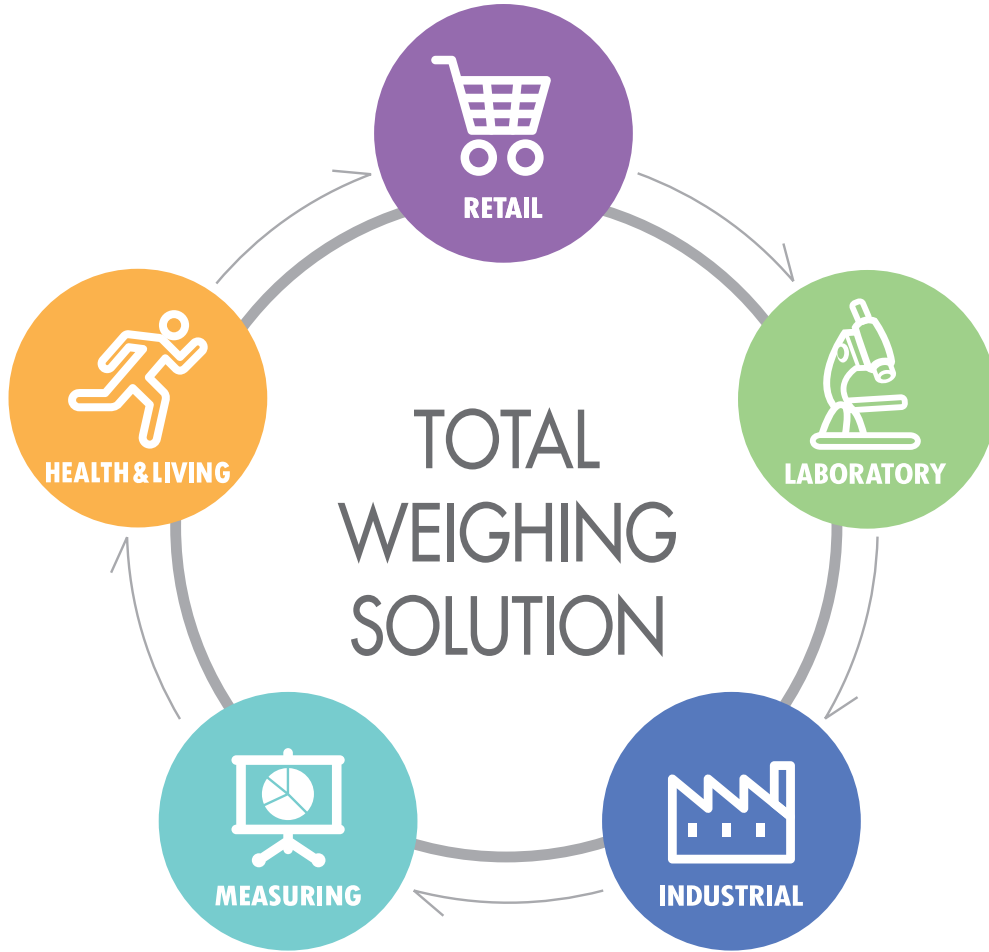 RETAIL
LABORATORY
INDUSTRIAL
MEASURING
HEALTH & LIVING
TOTAL
WEIGHING
SOLUTION